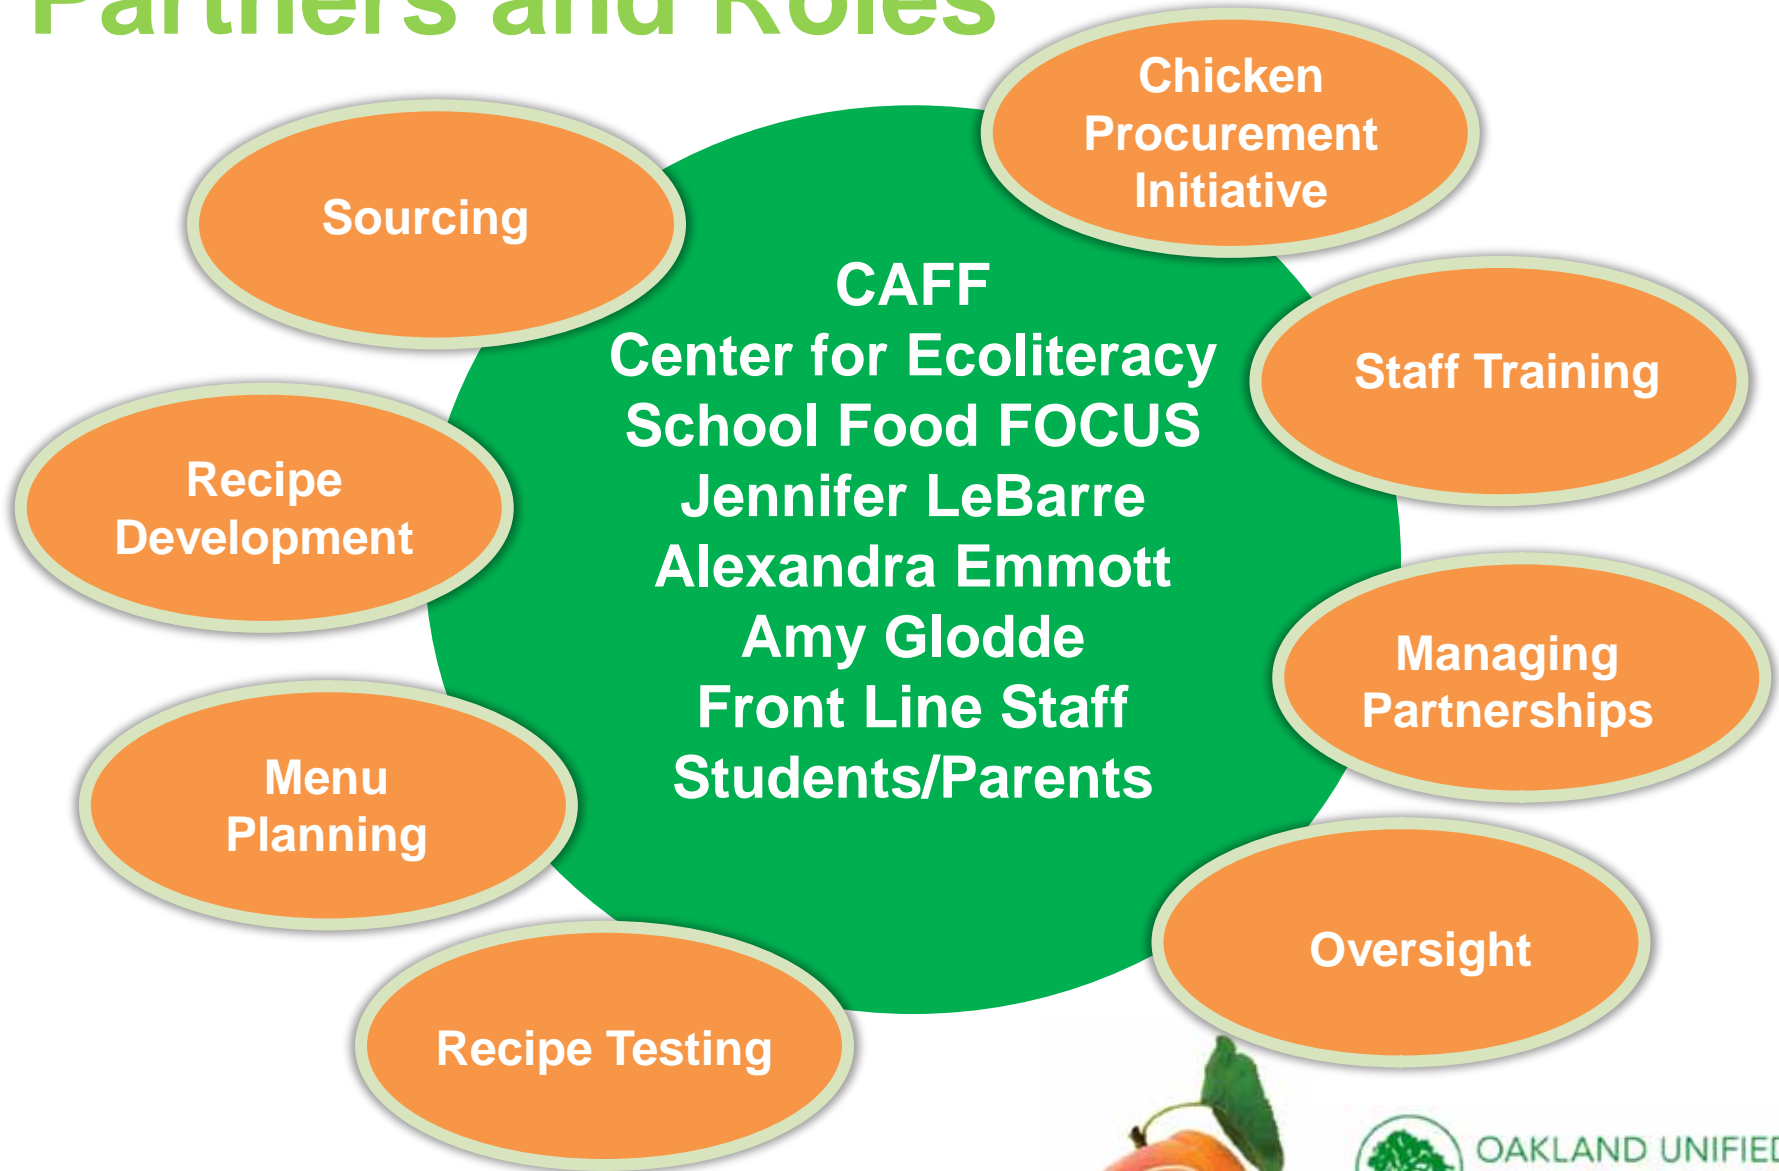 Partners and Roles
Chicken
Procurement
Initiative
Sourcing
CAFF
Center for Ecoliteracy
School Food FOCUS
Jennifer LeBarre
Alexandra Emmott
Amy Glodde
Front Line Staff
Students/Parents
Staff Training
Recipe
Development
Managing
Partnerships
Menu
Planning
Oversight
Recipe Testing
OAKLAND UNIFIED